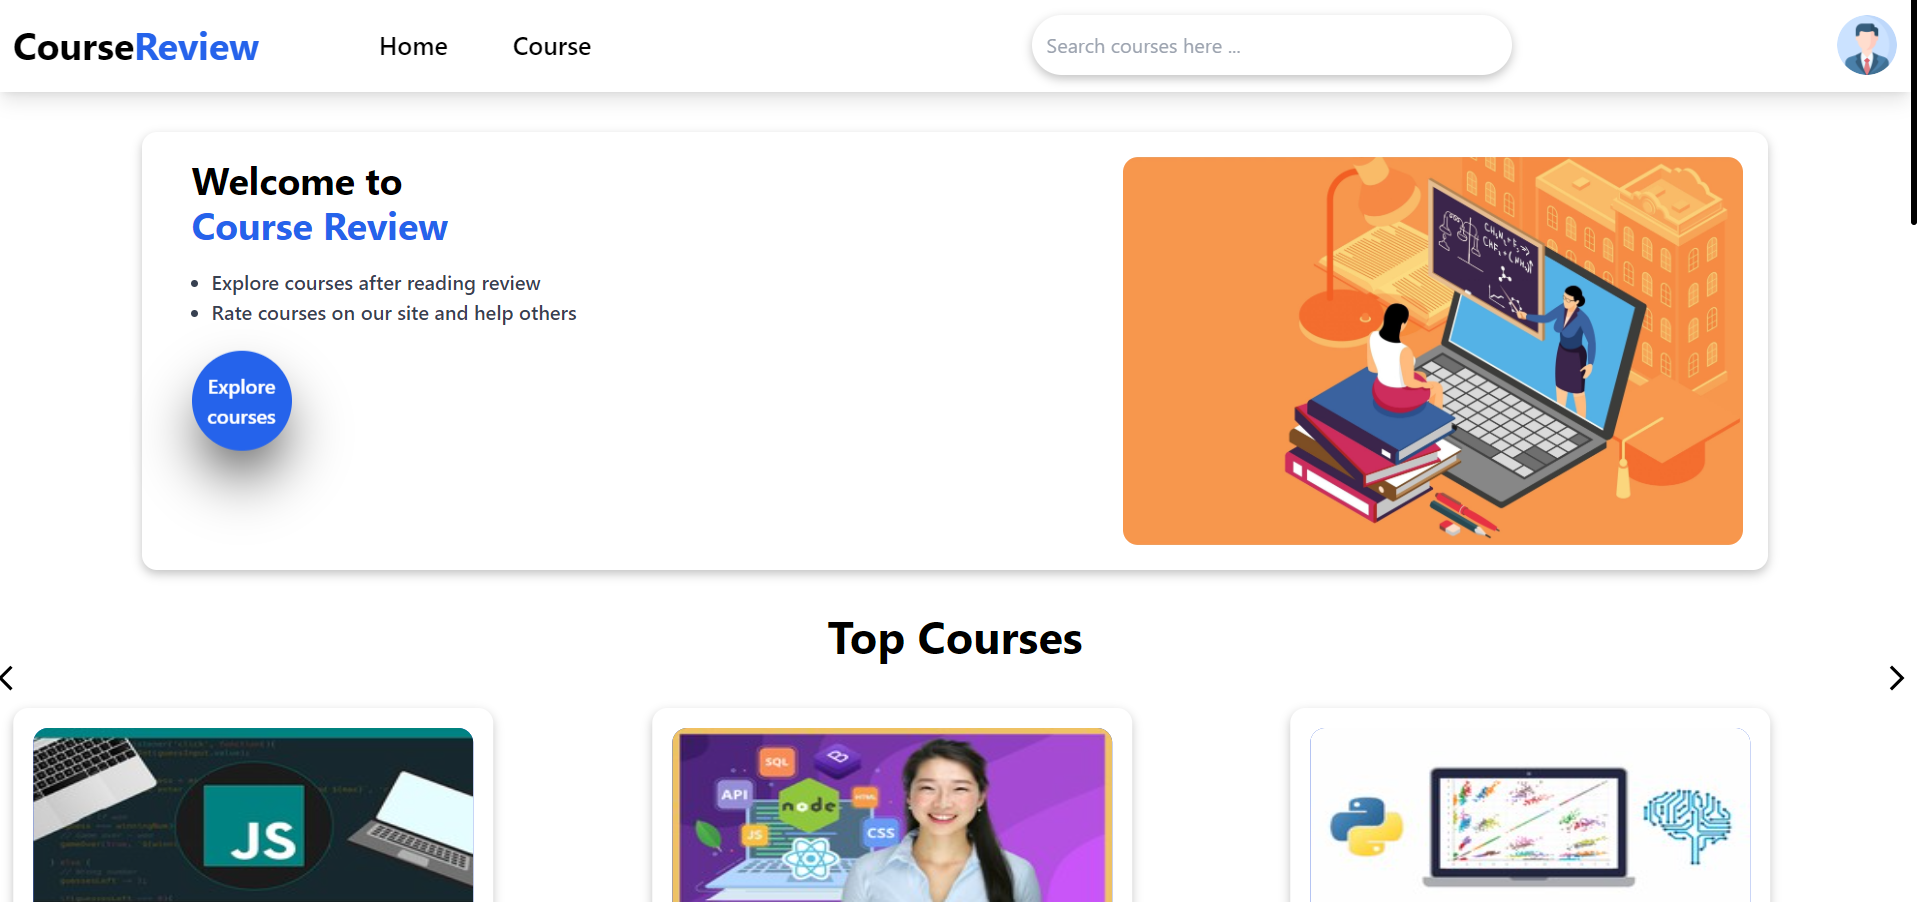 CourseReview
Home
Course
Search courses here ...
Welcome to
Course Review
Explore courses after reading review
Rate courses on our site and help others
Explore
courses
Top Courses
JS
SQL
B
API
node
HTML
JS
CSS